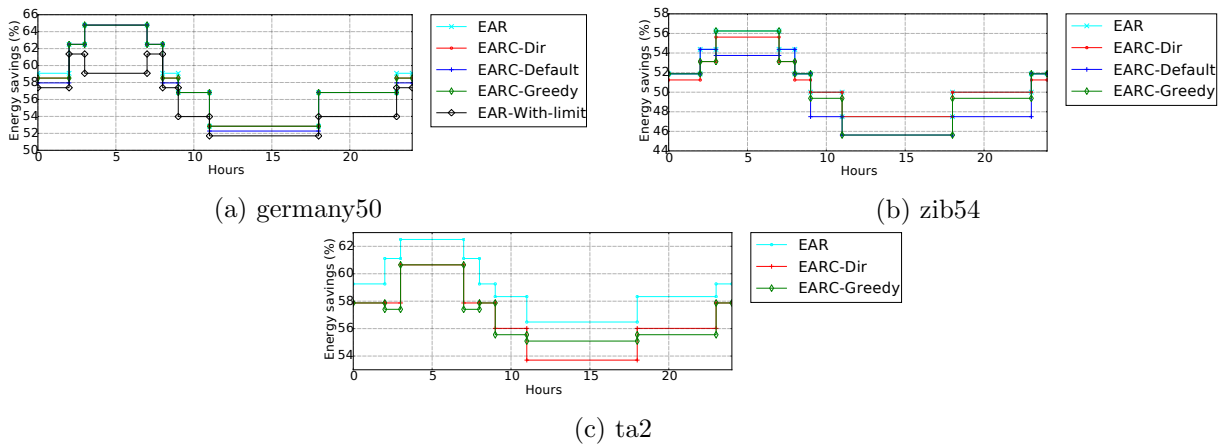 Energy savings (%)
66
64
62
60
58
56
54
52
50
0
5
10
15
20
Hours
EAR
EARC-Dir
EARC-Default
EARC-Greedy
EAR-With-limit
(a) germany50
Energy savings (%)
58
56
54
52
50
48
46
44
0
5
10
15
20
Hours
EAR
EARC-Dir
EARC-Default
EARC-Greedy
(b) zib54
Energy savings (%)
62
60
58
56
54
0
5
10
15
20
Hours
EAR
EARC-Dir
EARC-Greedy
(c) ta2